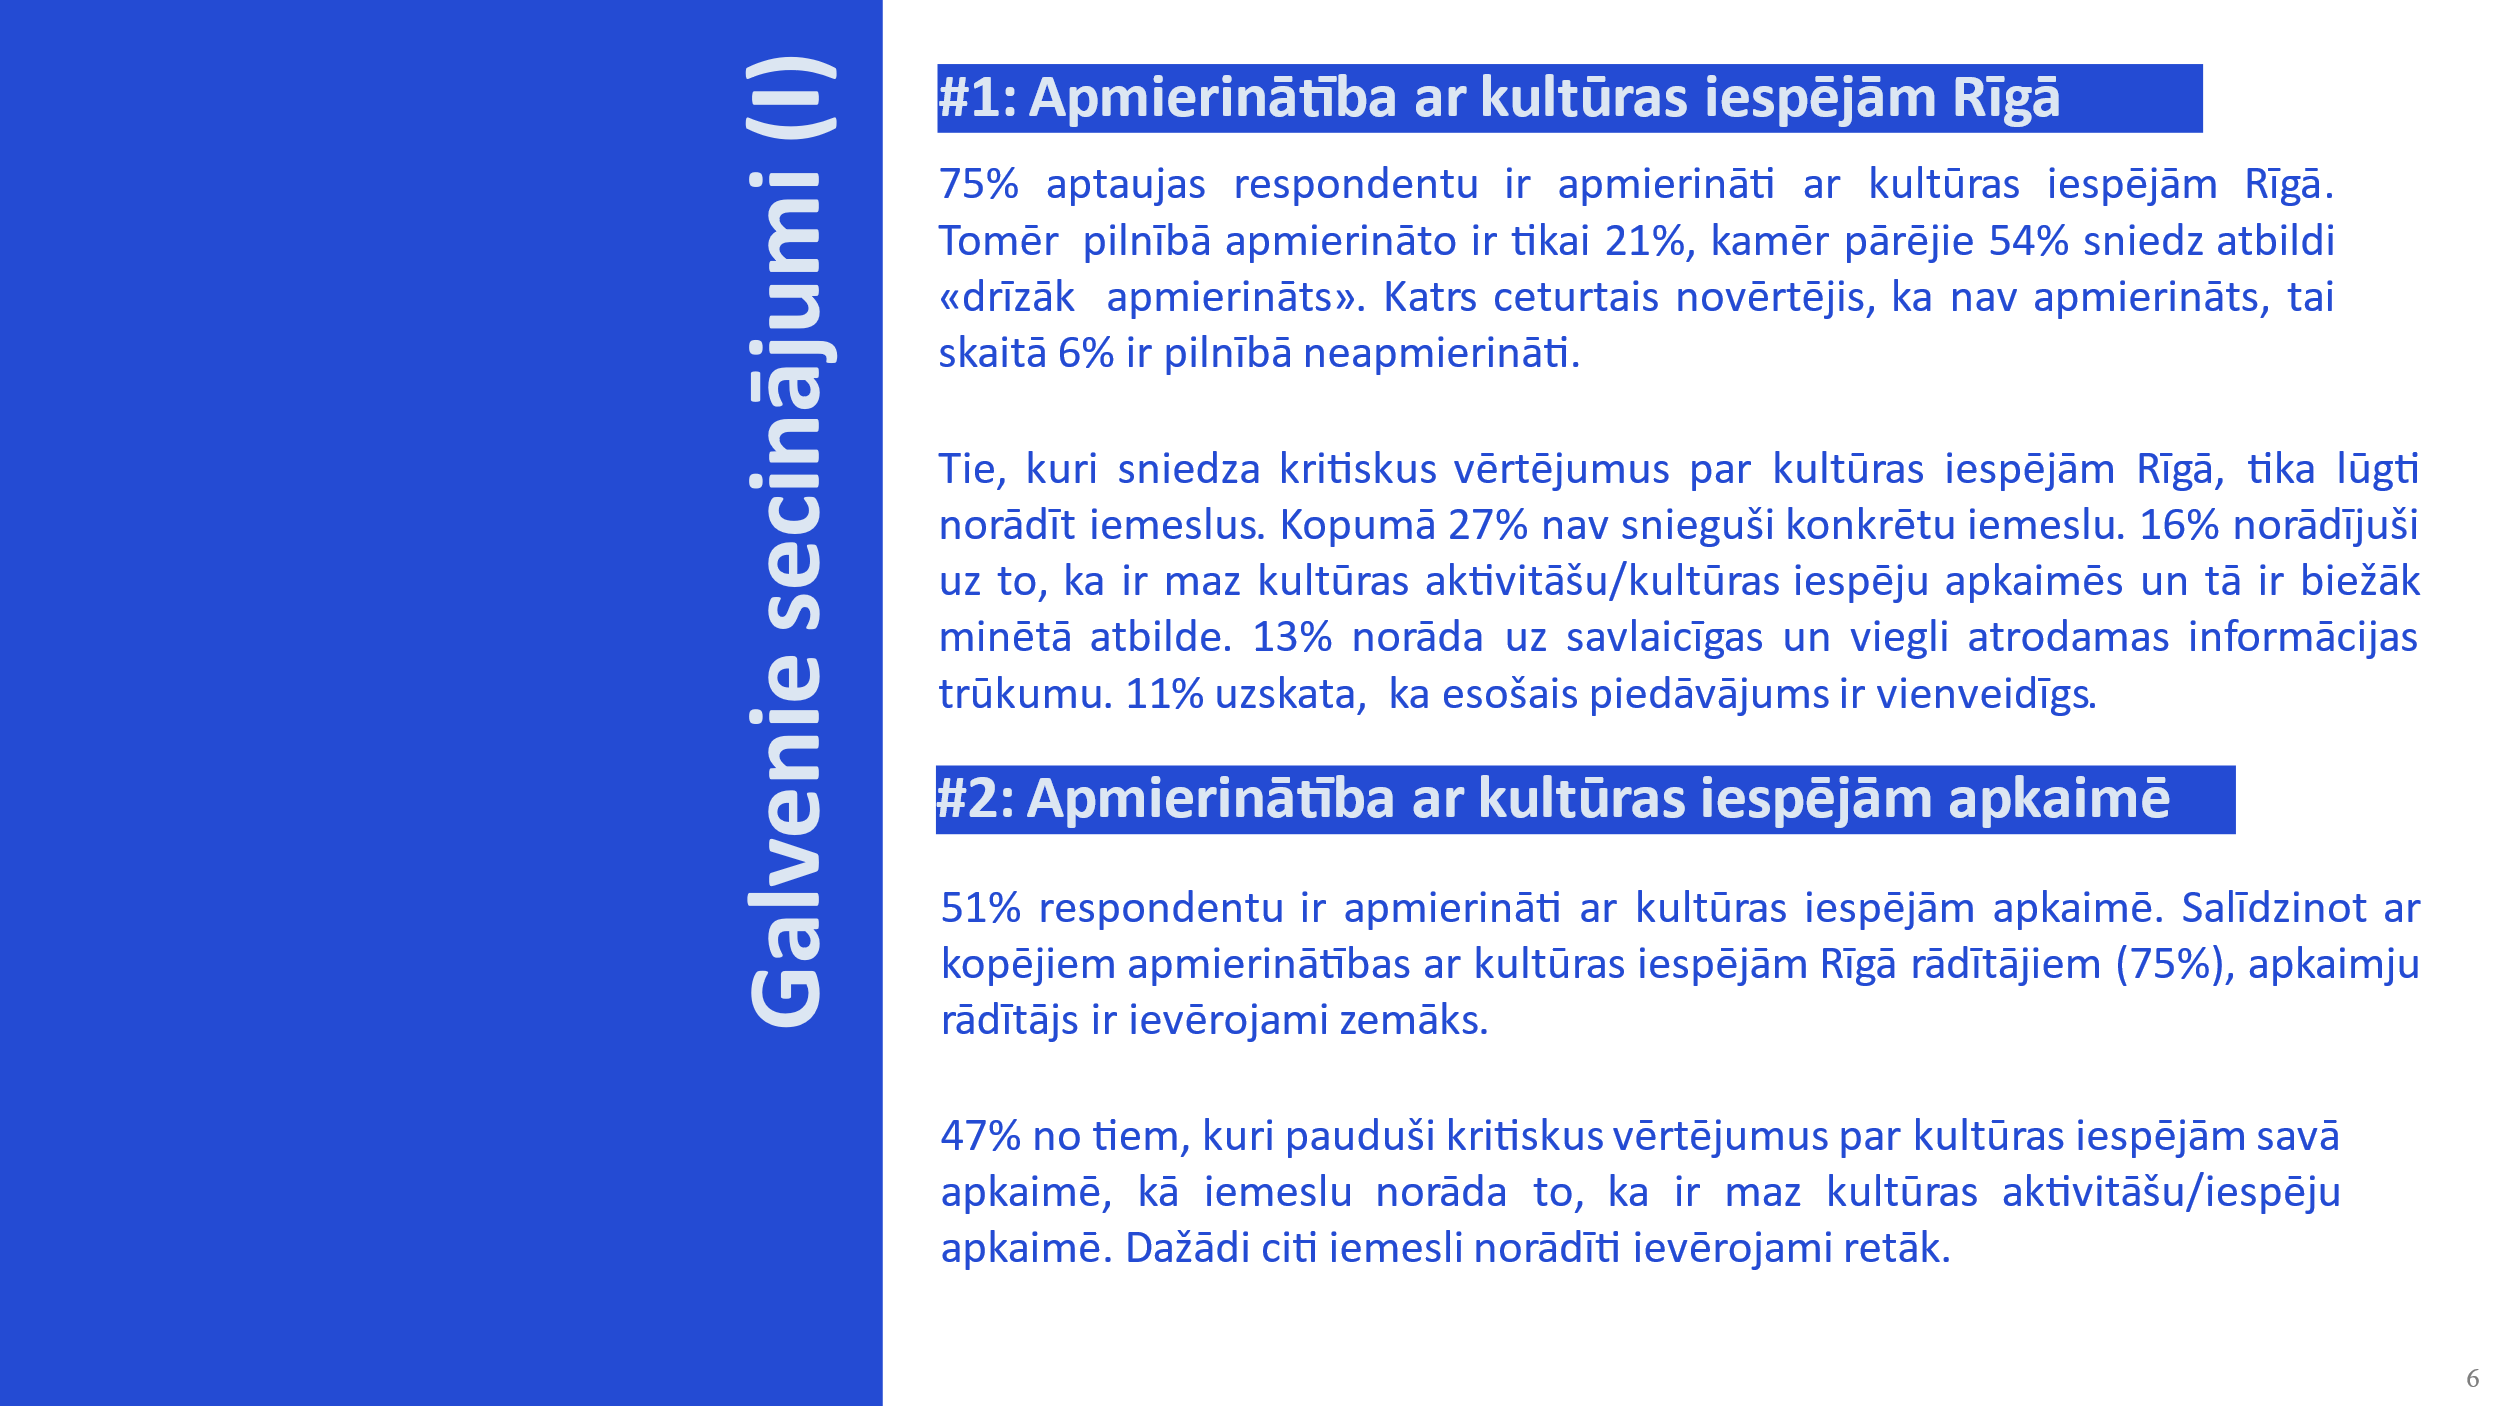 Galvenie secinājumi (I)
#1: Apmierinātība ar kultūras iespējām Rīgā
75% aptaujas respondentu ir apmierināti ar kultūras iespējām Rīgā.
Tomēr pilnībā apmierināto ir tikai 21%, kamēr pārējie 54% sniedz atbildi
«drīzāk apmierināts». Katrs ceturtais novērtējis, ka nav apmierināts, tai
skaitā 6% ir pilnībā neapmierināti.
Tie, kuri sniedza kritiskus vērtējumus par kultūras iespējām Rīgā, tika lūgti
norādīt iemeslus. Kopumā 27% nav snieguši konkrētu iemeslu. 16% norādījuši
uz to, ka ir maz kultūras aktivitāšu/kultūras iespēju apkaimēs un tā ir biežāk
minētā atbilde. 13% norāda uz savlaicīgas un viegli atrodamas informācijas
trūkumu. 11% uzskata, ka esošais piedāvājums ir vienveidīgs.
#2: Apmierinātība ar kultūras iespējām apkaimē
51% respondentu ir apmierināti ar kultūras iespējām apkaimē. Salīdzinot ar
kopējiem apmierinātības ar kultūras iespējām Rīgā rādītājiem (75%), apkaimju
rādītājs ir ievērojami zemāks.
47% no tiem, kuri pauduši kritiskus vērtējumus par kultūras iespējām savā
apkaimē, kā iemeslu norāda to, ka ir maz kultūras aktivitāšu/iespēju
apkaimē. Dažādi citi iemesli norādīti ievērojami retāk.
6